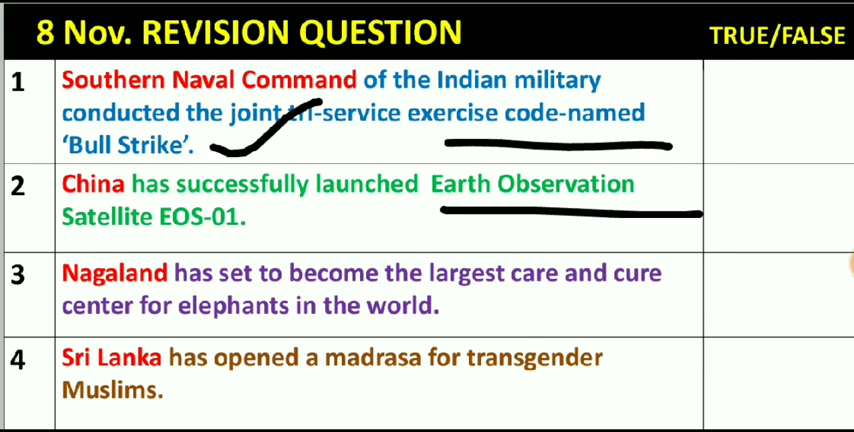 8 Nov. REVISION QUESTION TRUE/FALSE
1 Southern Naval Command of the Indian military
conducted the joint tri-service exercise code-named
‘Bull Strike’.
2 China has successfully launched Earth Observation
Satellite EOS-01.
3 Nagaland has set to become the largest care and cure
center for elephants in the world.
4 Sri Lanka has opened a madrasa for transgender
Muslims.